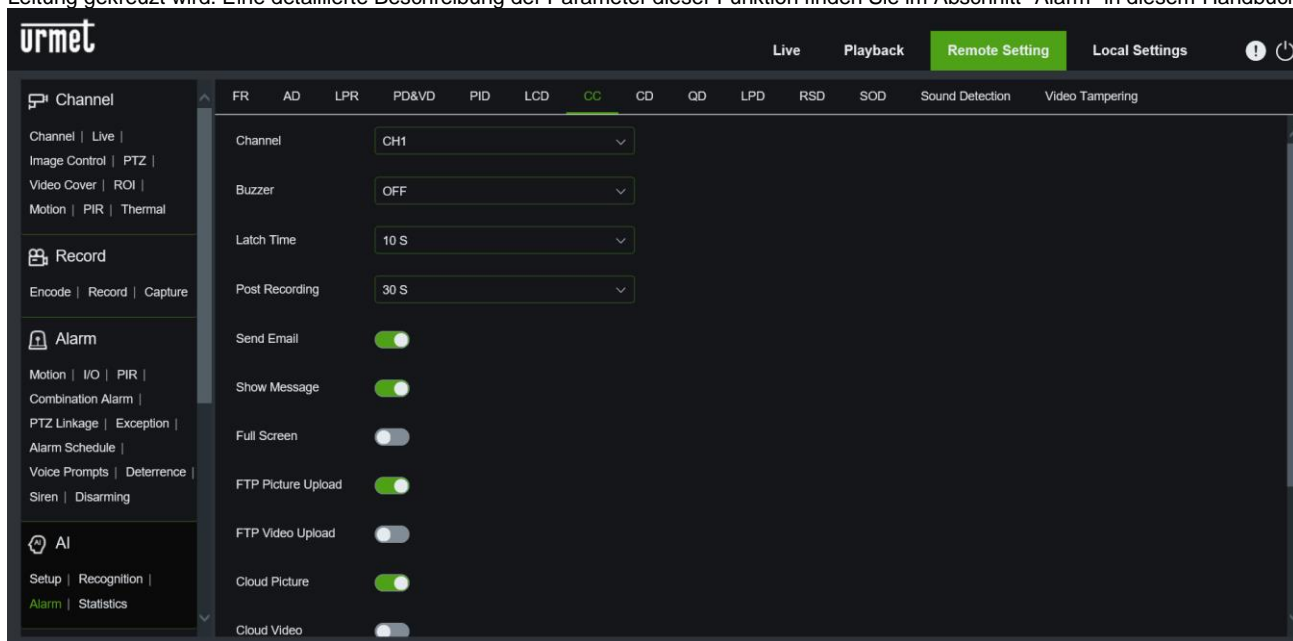 Leitung gekreuzt wird. Eine detaillierte Beschreibung der Parameter dieser Funktion finden Sie im Abschnitt "Alarm" in diesem Handbuch
urmet
Live Playback Remote Setting Local Settings
Channel
Channel | Live |
Image Control | PTZ |
Video Cover | ROI |
Motion | PIR | Thermal
Record
Encode | Record | Capture
Alarm
Motion | I/O | PIR |
Combination Alarm |
PTZ Linkage | Exception |
Alarm Schedule |
Voice Prompts | Deterrence |
Siren | Disarming
AI
Setup | Recognition |
Alarm | Statistics
FR AD LPR PD&VD PID LCD CC CD QD LPD RSD SOD Sound Detection Video Tampering
Channel CH1
Buzzer OFF
Latch Time 10 S
Post Recording 30 S
Send Email
Show Message
Full Screen
FTP Picture Upload
FTP Video Upload
Cloud Picture
Cloud Video